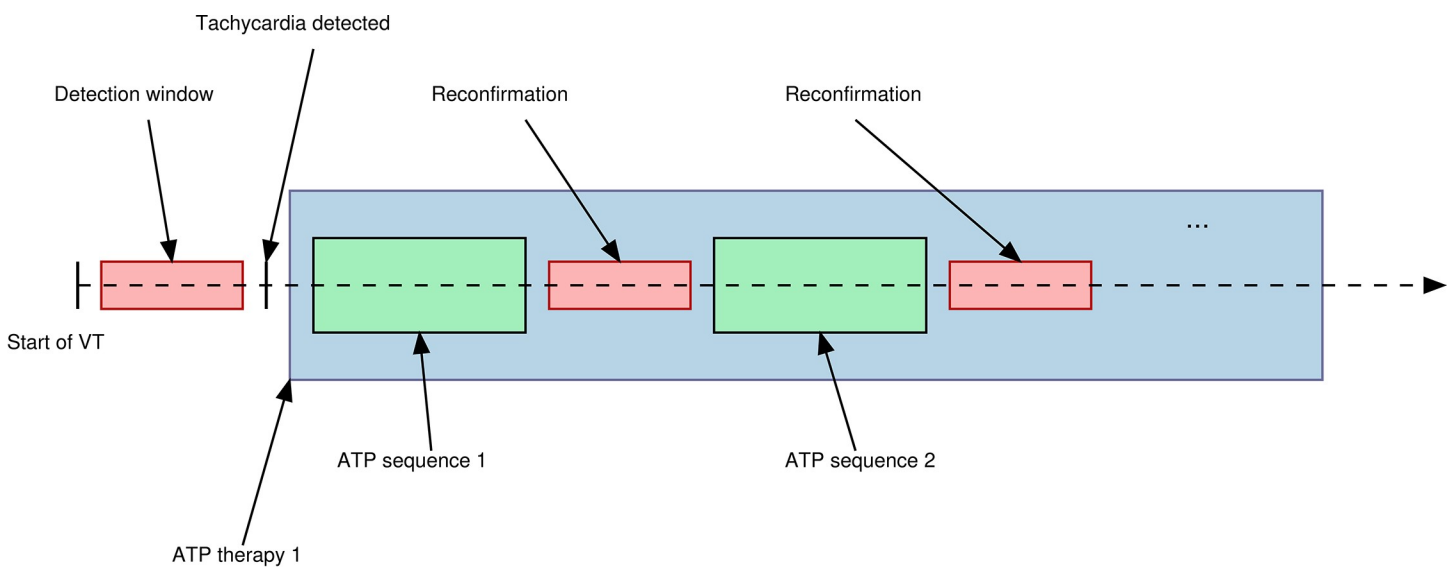 Tachycardia detected
Detection window
Reconfirmation
Reconfirmation
...
Start of VT
ATP sequence 1
ATP sequence 2
ATP therapy 1